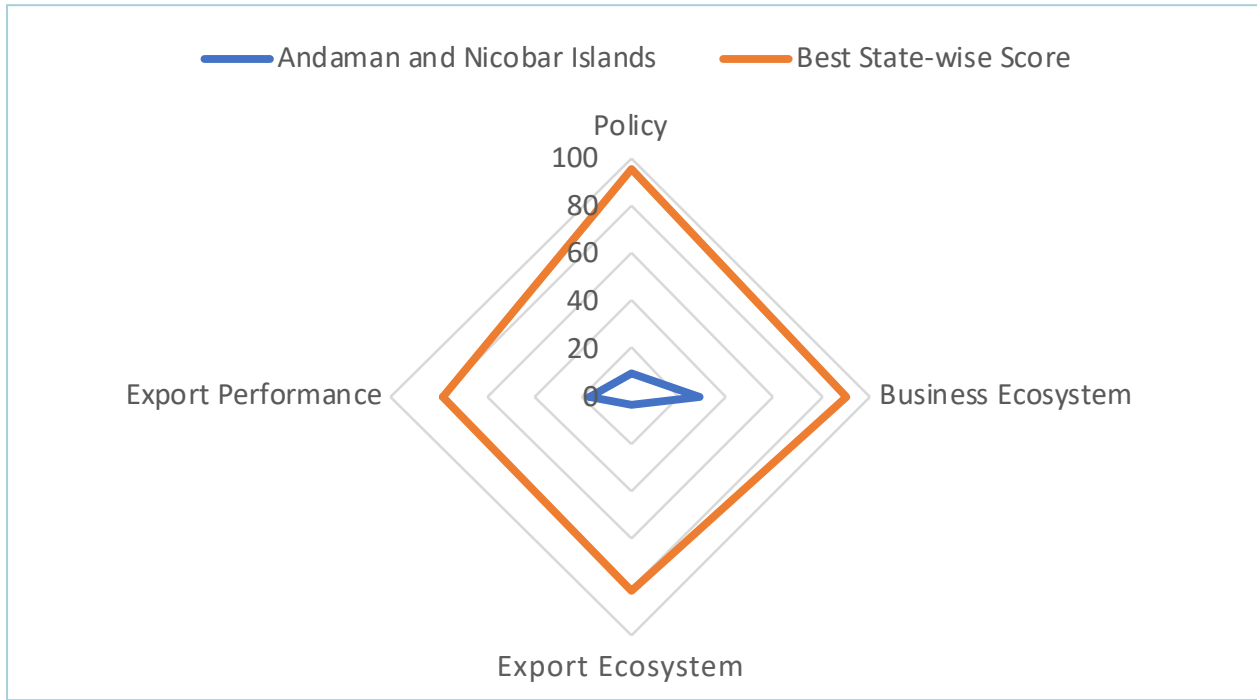 Andaman and Nicobar Islands Best State-wise Score
Policy
100
80
60
40
20
0
Export Performance
Business Ecosystem
Export Ecosystem